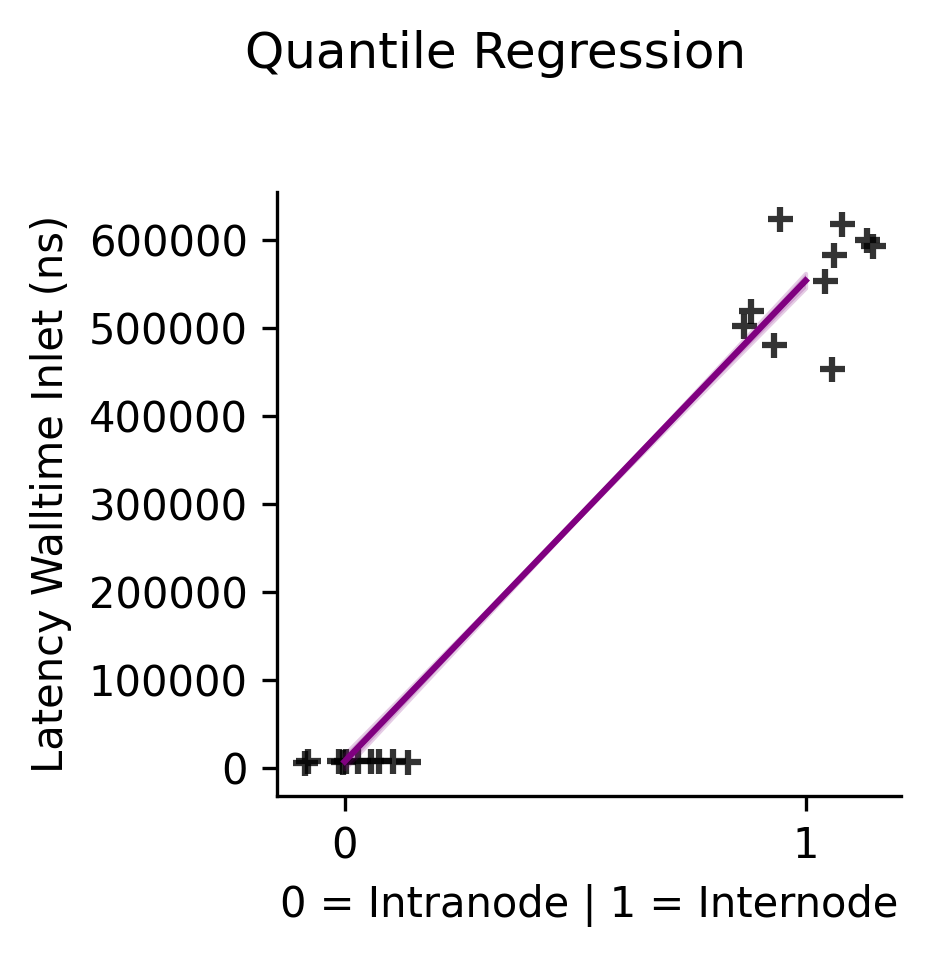 Quantile Regression
Latency Walltime Inlet (ns)
600000
500000
400000
300000
200000
100000
0
0 1
0 = Intranode | 1 = Internode